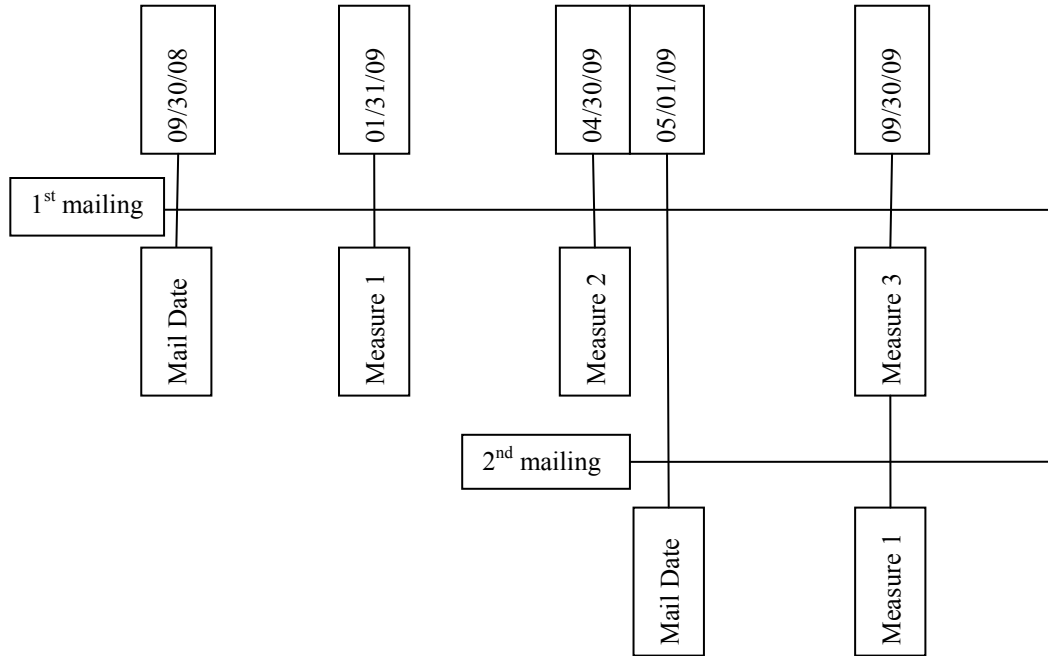 09/30/08
01/31/09
04/30/09
05/01/09
09/30/09
1st mailing
Mail Date
Measure 1
Measure 2
Measure 3
2nd mailing
Mail Date
Measure 1